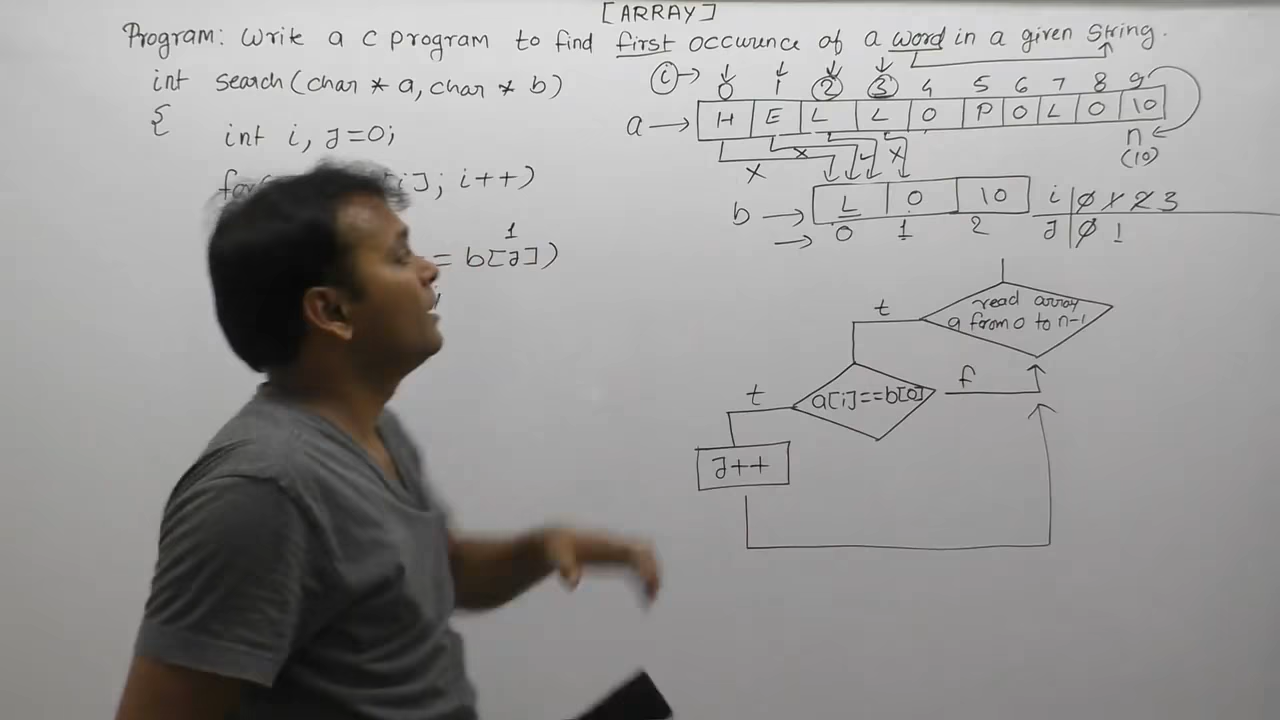 [ARRAY]
Program: Write a c program to find first occurence of a word in a given String.
int search(char * a, char * b)
{
int i, J=0;
for( [i]; i++)
1
= b[J])
;
C → 0 1 2 3 4 5 6 7 8 9
a → H E L L O P O L O 10
n
(10)
X X X
b → L O 10
→ 0 1 2
i | 0 1 2 3
J | 0 1
read array
a from 0 to n-1
t
a[i]==b[0]
f
t
J++